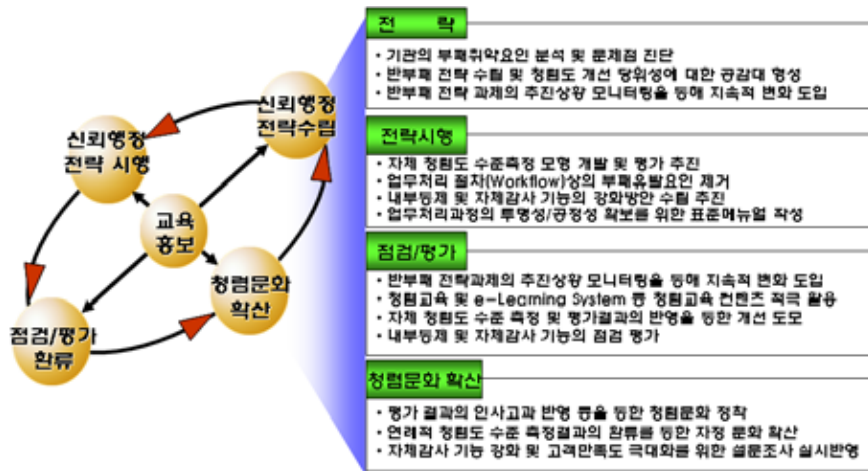 신뢰행정
전략수립
신뢰행정
전략 시행
교육
홍보
청렴문화
확산
점검/평가
환류
전 략
• 기관의 부패취약요인 분석 및 문제점 진단
• 반부패 전략 수립 및 청렴도 개선 당위성에 대한 공감대 형성
• 반부패 전략 과제의 추진상황 모니터링을 통해 지속적 변화 도입
전략시행
• 자체 청렴도 수준측정 모형 개발 및 평가 추진
• 업무처리 절차(Workflow)상의 부패유발요인 제거
• 내부통제 및 자체감사 기능의 강화방안 수립 추진
• 업무처리과정의 투명성/공정성 확보를 위한 표준메뉴얼 작성
점검/평가
• 반부패 전략과제의 추진상황 모니터링을 통해 지속적 변화 도입
• 청렴교육 및 e-Learning System 등 청렴교육 컨텐츠 적극 활용
• 자체 청렴도 수준 측정 및 평가결과의 반영을 통한 개선 도모
• 내부통제 및 자체감사 기능의 점검 평가
청렴문화 확산
• 평가 결과의 인사고과 반영 등을 통한 청렴문화 정착
• 연례적 청렴도 수준 측정결과의 환류를 통한 자정 문화 확산
• 자체감사 기능 강화 및 고객만족도 극대화를 위한 설문조사 실시반영